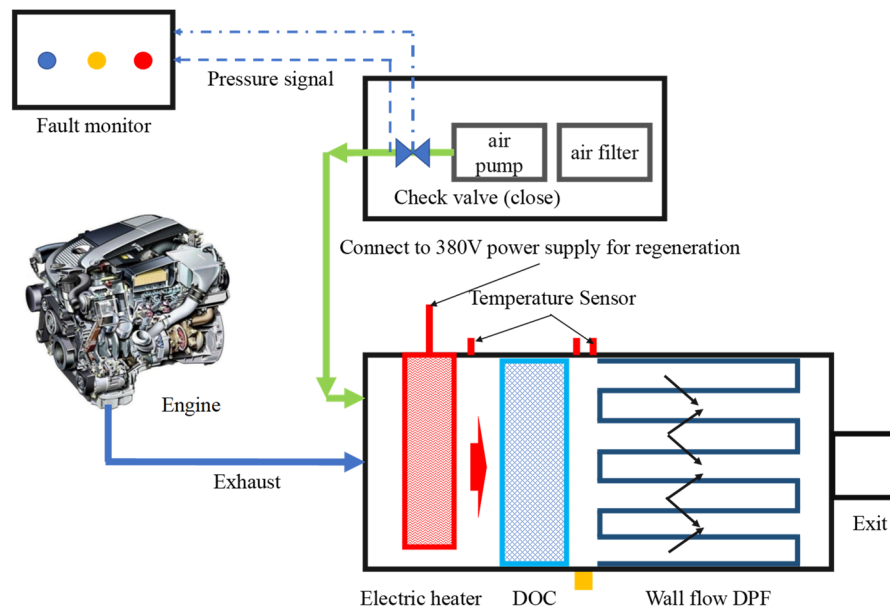 Pressure signal
Fault monitor
air
pump
air filter
Check valve (close)
Connect to 380V power supply for regeneration
Temperature Sensor
Engine
Exhaust
Exit
Electric heater
DOC
Wall flow DPF